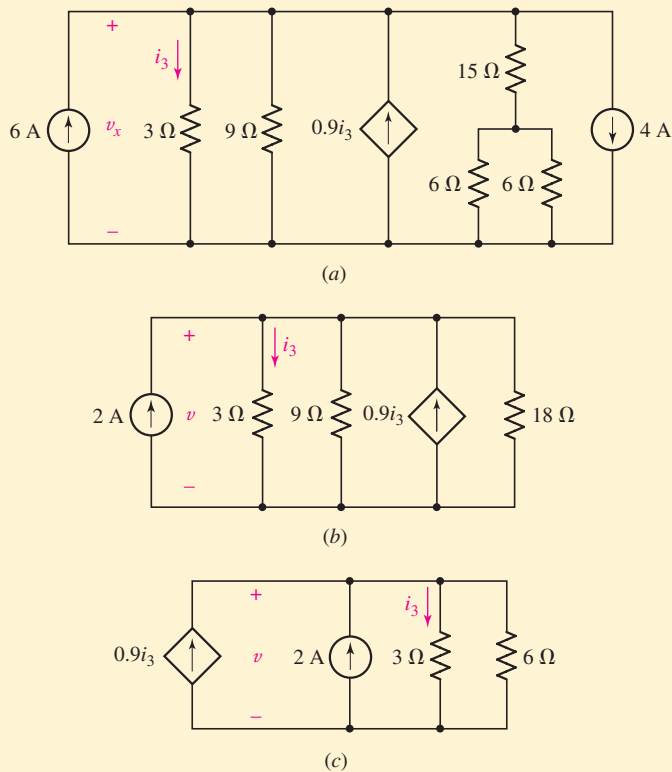 +
i₃
15 Ω
6 A
vₓ
3 Ω
9 Ω
0.9i₃
4 A
6 Ω
6 Ω
–
(a)
+
i₃
2 A
v
3 Ω
9 Ω
0.9i₃
18 Ω
–
(b)
+
i₃
0.9i₃
v
2 A
3 Ω
6 Ω
–
(c)